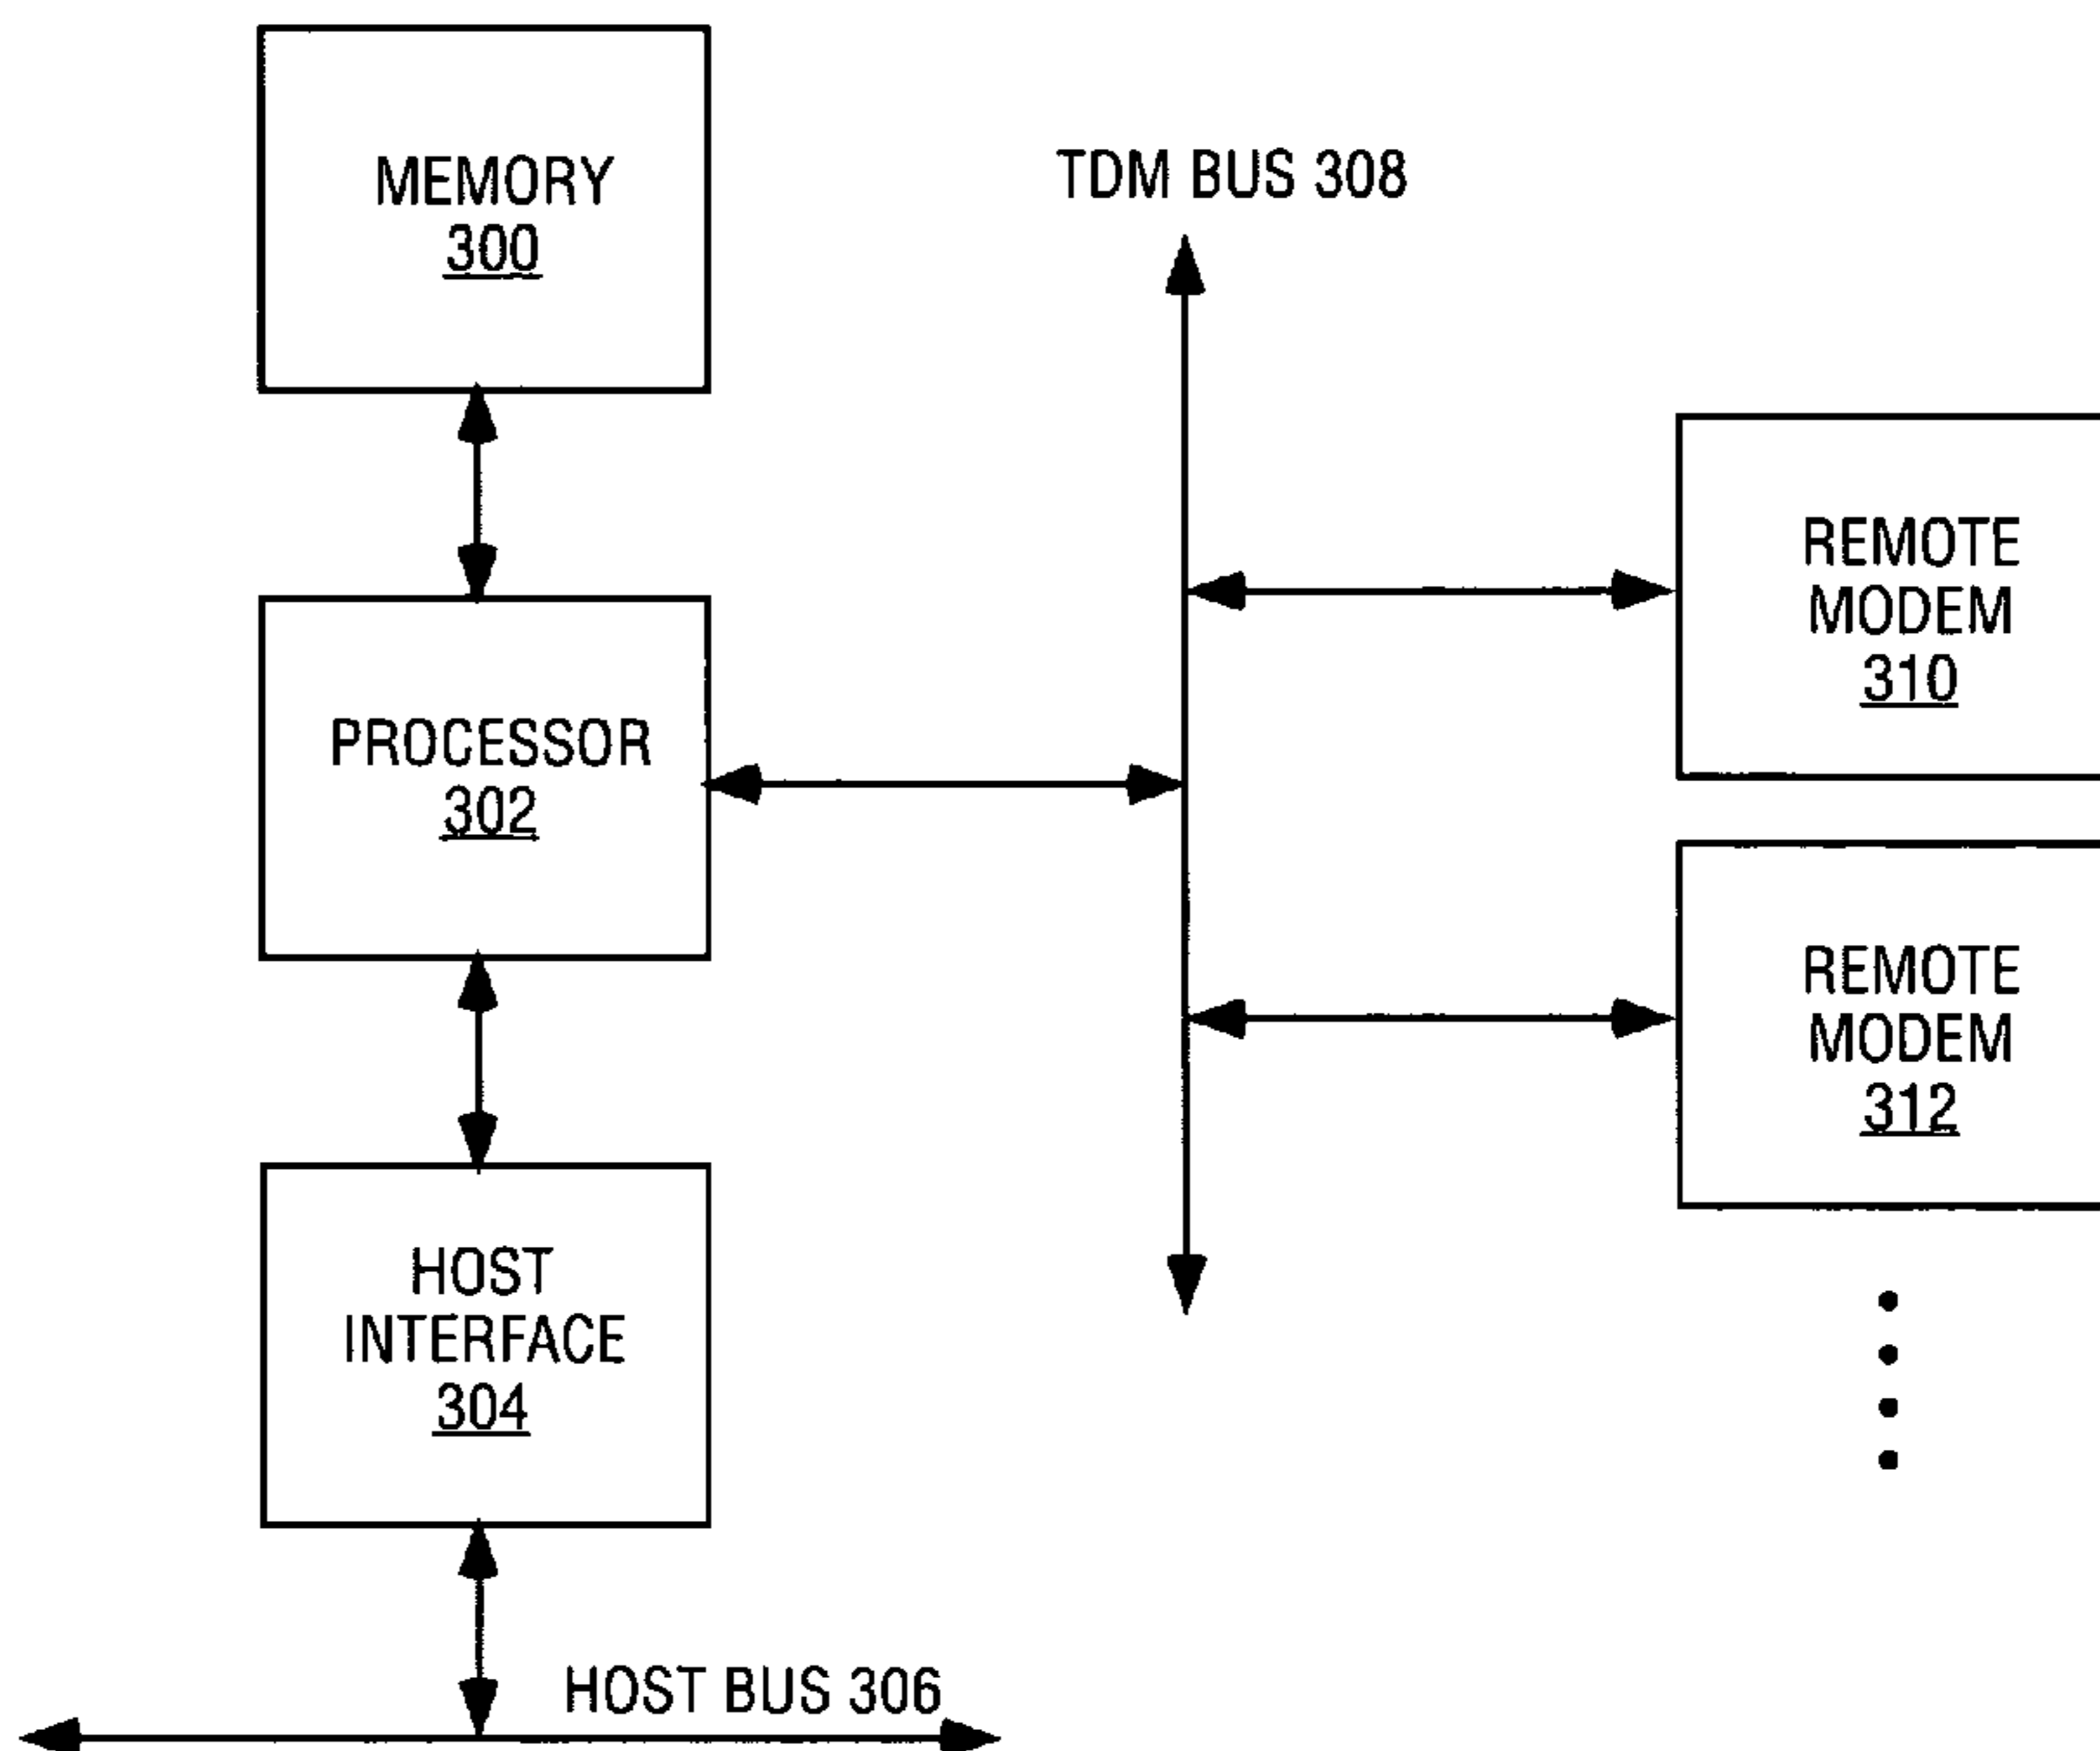 MEMORY
300
TDM BUS 308
REMOTE
MODEM
310
PROCESSOR
302
REMOTE
MODEM
312
HOST
INTERFACE
304
HOST BUS 306